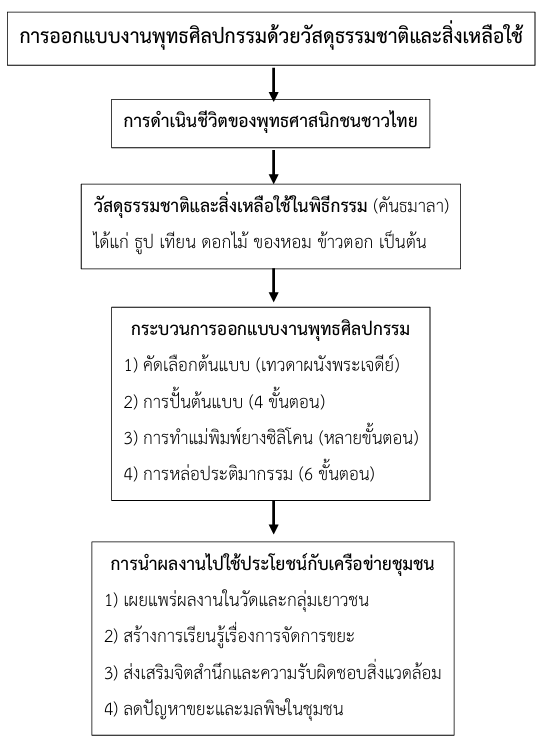 การออกแบบงานพุทธศิลปกรรมด้วยวัสดุธรรมชาติและสิ่งเหลือใช้
การดำเนินชีวิตของพุทธศาสนิกชนชาวไทย
วัสดุธรรมชาติและสิ่งเหลือใช้ในพิธีกรรม (คันธมาลา)
ได้แก่ ธูป เทียน ดอกไม้ ของหอม ข้าวตอก เป็นต้น
กระบวนการออกแบบงานพุทธศิลปกรรม
1) คัดเลือกต้นแบบ (เทวดาผนังพระเจดีย์)
2) การปั้นต้นแบบ (4 ขั้นตอน)
3) การทำแม่พิมพ์ยางซิลิโคน (หลายขั้นตอน)
4) การหล่อประติมากรรม (6 ขั้นตอน)
การนำผลงานไปใช้ประโยชน์กับเครือข่ายชุมชน
1) เผยแพร่ผลงานในวัดและกลุ่มเยาวชน
2) สร้างการเรียนรู้เรื่องการจัดการขยะ
3) ส่งเสริมจิตสำนึกและความรับผิดชอบสิ่งแวดล้อม
4) ลดปัญหาขยะและมลพิษในชุมชน